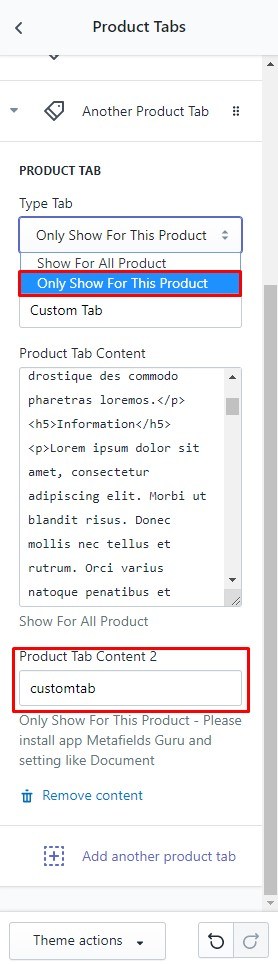 Product Tabs
Another Product Tab
PRODUCT TAB
Type Tab
Only Show For This Product
Show For All Product
Only Show For This Product
Custom Tab
Product Tab Content
drostique des commodo
pharetras loremos.</p>
<h5>Information</h5>
<p>Lorem ipsum dolor sit
amet, consectetur
adipiscing elit. Morbi ut
blandit risus. Donec
mollis nec tellus et
rutrum. Orci varius
natoque penatibus et
Show For All Product
Product Tab Content 2
customtab
Only Show For This Product - Please
install app Metafields Guru and
setting like Document
Remove content
Add another product tab
Theme actions